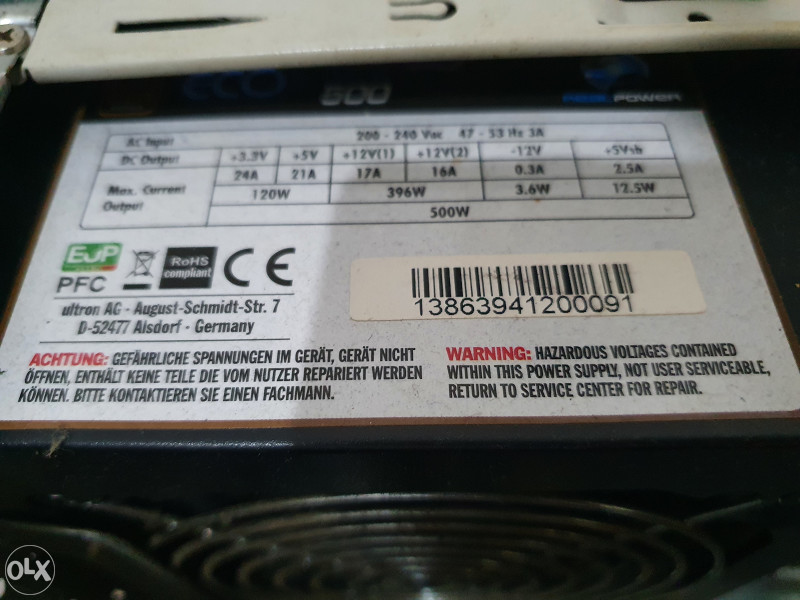 ECO 500 REAL POWER
AC Input 200 - 240 Vac 47 - 53 Hz 3A
DC Output +3.3V +5V +12V(1) +12V(2) -12V +5Vsb
Max. Current 24A 21A 17A 16A 0.3A 2.5A
Output 120W 396W 3.6W 12.5W
500W
EJP
PFC
RoHS
compliant
CE
ultron AG - August-Schmidt-Str. 7
D-52477 Alsdorf - Germany
13863941200091
ACHTUNG: GEFÄHRLICHE SPANNUNGEN IM GERÄT, GERÄT NICHT
ÖFFNEN, ENTHÄLT KEINE TEILE DIE VOM NUTZER REPARIERT WERDEN
KÖNNEN. BITTE KONTAKTIEREN SIE EINEN FACHMANN.
WARNING: HAZARDOUS VOLTAGES CONTAINED
WITHIN THIS POWER SUPPLY, NOT USER SERVICEABLE,
RETURN TO SERVICE CENTER FOR REPAIR.
OLX